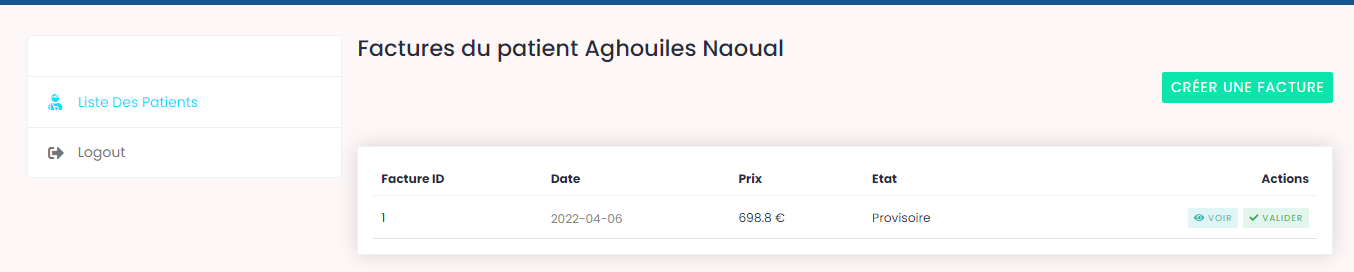 Factures du patient Aghouiles Naoual
Liste Des Patients
Logout
CRÉER UNE FACTURE
Facture ID Date Prix Etat Actions
1 2022-04-06 698.8 € Provisoire VOIR VALIDER